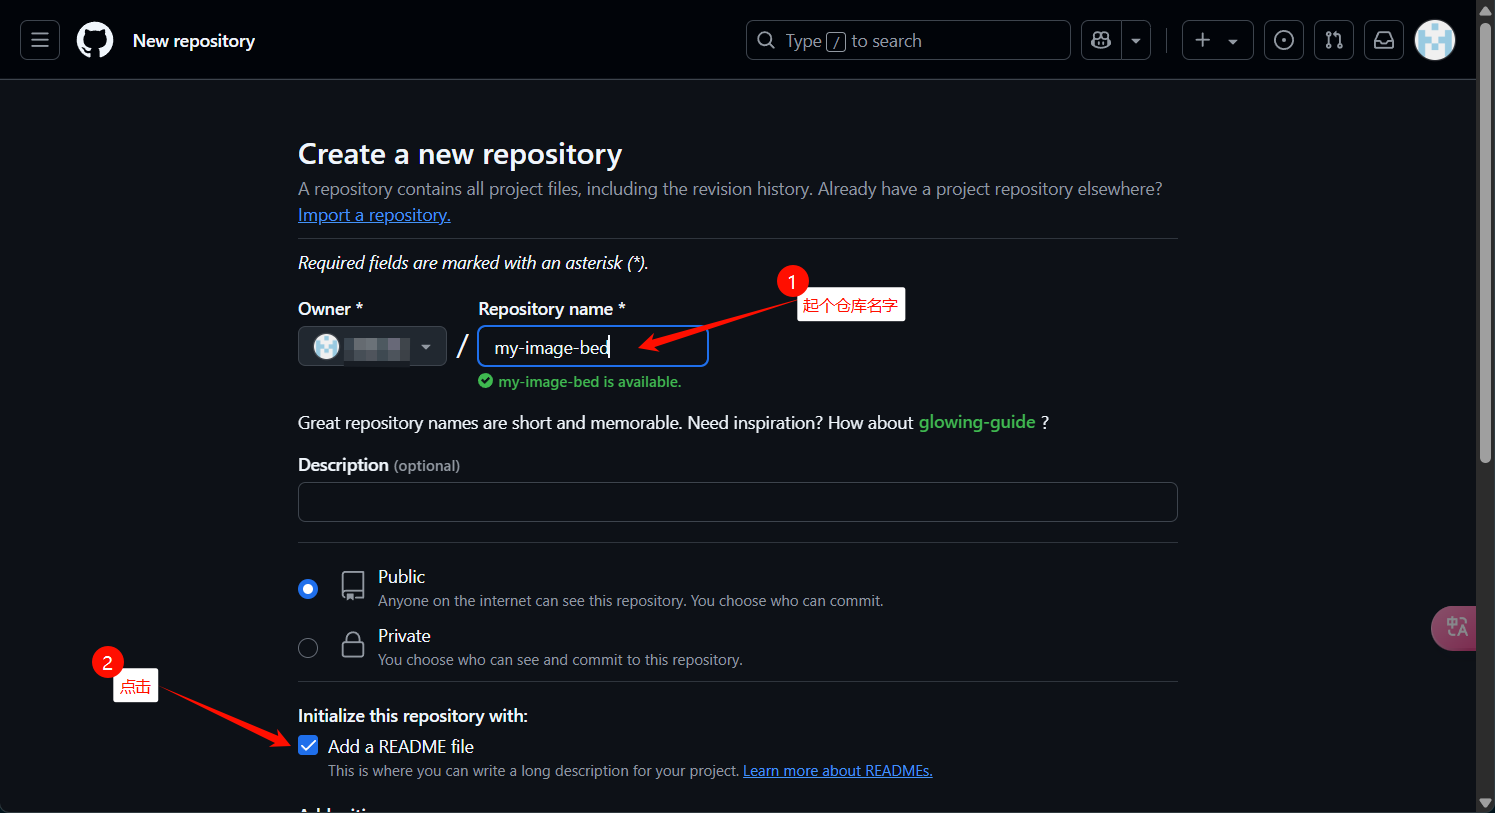 New repository
Type / to search
Create a new repository
A repository contains all project files, including the revision history. Already have a project repository elsewhere?
Import a repository.
Required fields are marked with an asterisk (*).
1
起个仓库名字
Owner *
Repository name *
/
my-image-bed
my-image-bed is available.
Great repository names are short and memorable. Need inspiration? How about glowing-guide ?
Description (optional)
Public
Anyone on the internet can see this repository. You choose who can commit.
Private
You choose who can see and commit to this repository.
2
点击
Initialize this repository with:
Add a README file
This is where you can write a long description for your project. Learn more about READMEs.